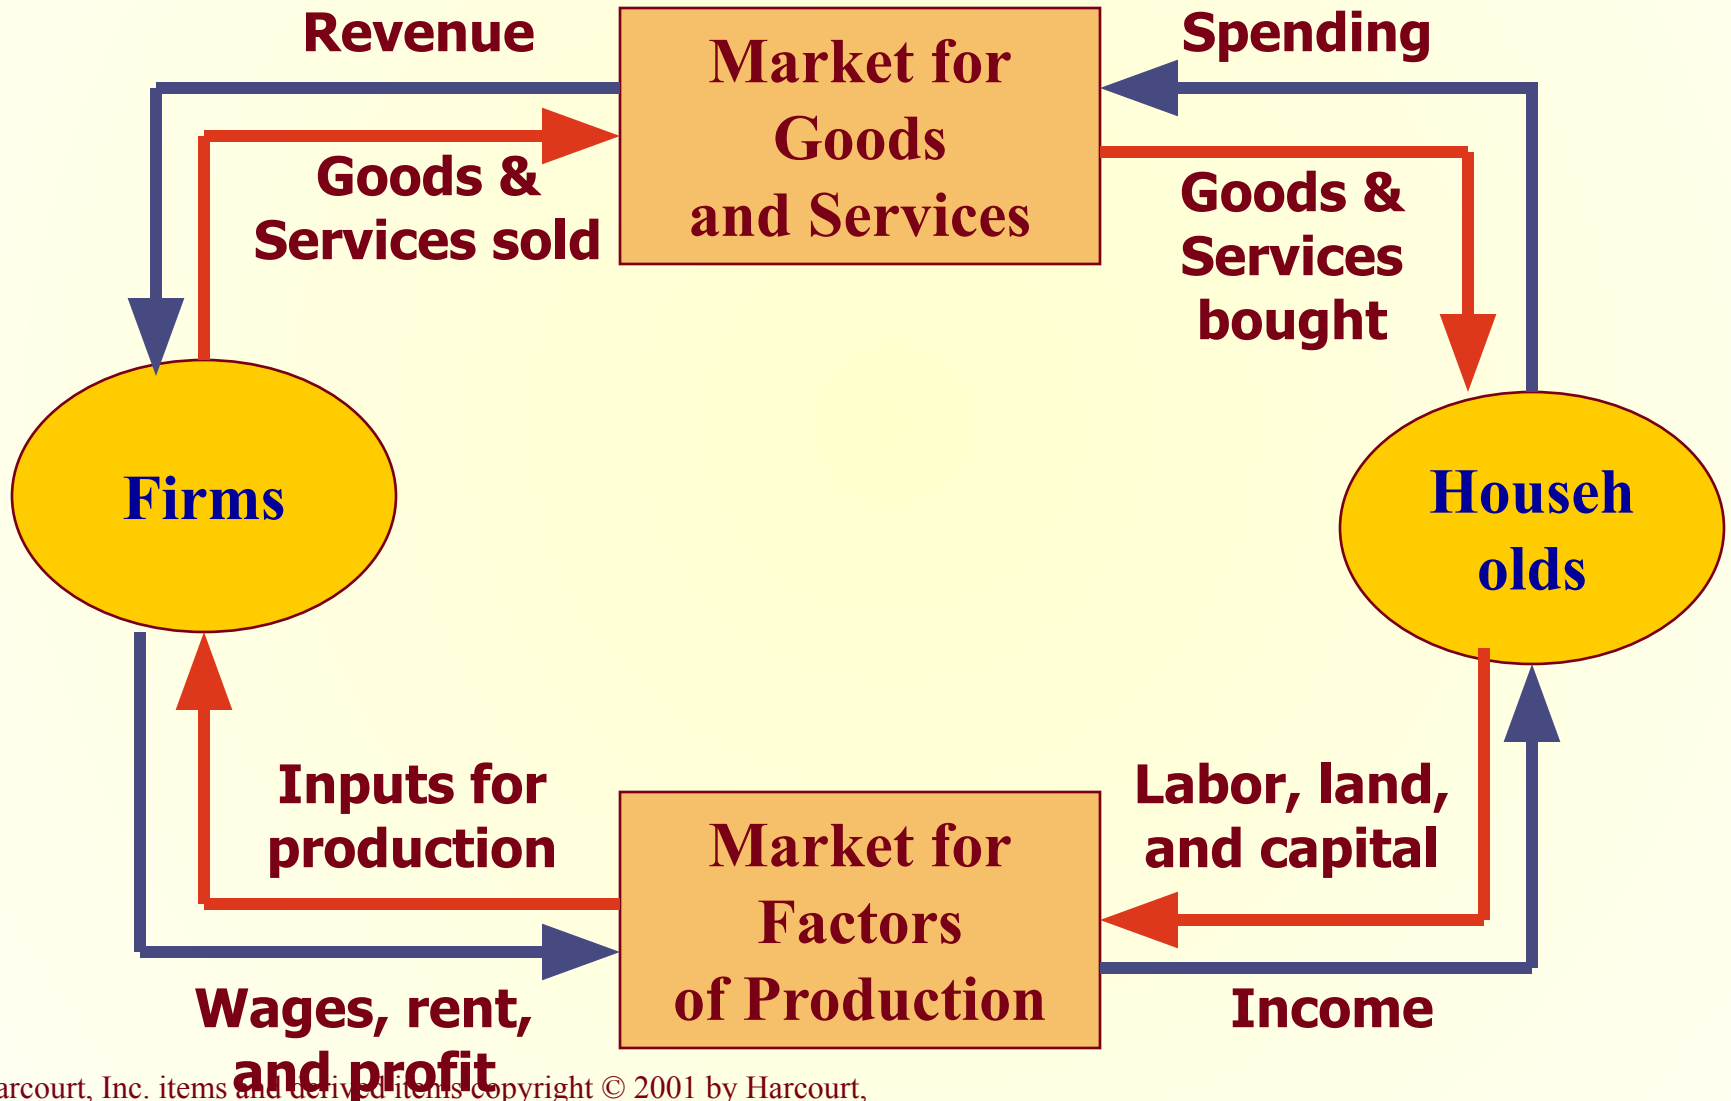 Revenue
Market for
Goods
and Services
Spending
Goods &
Services sold
Goods &
Services
bought
Firms
Househ
olds
Inputs for
production
Market for
Factors
of Production
Labor, land,
and capital
Wages, rent,
and profit
Income
arcourt, Inc. items and derived items copyright © 2001 by Harcourt,